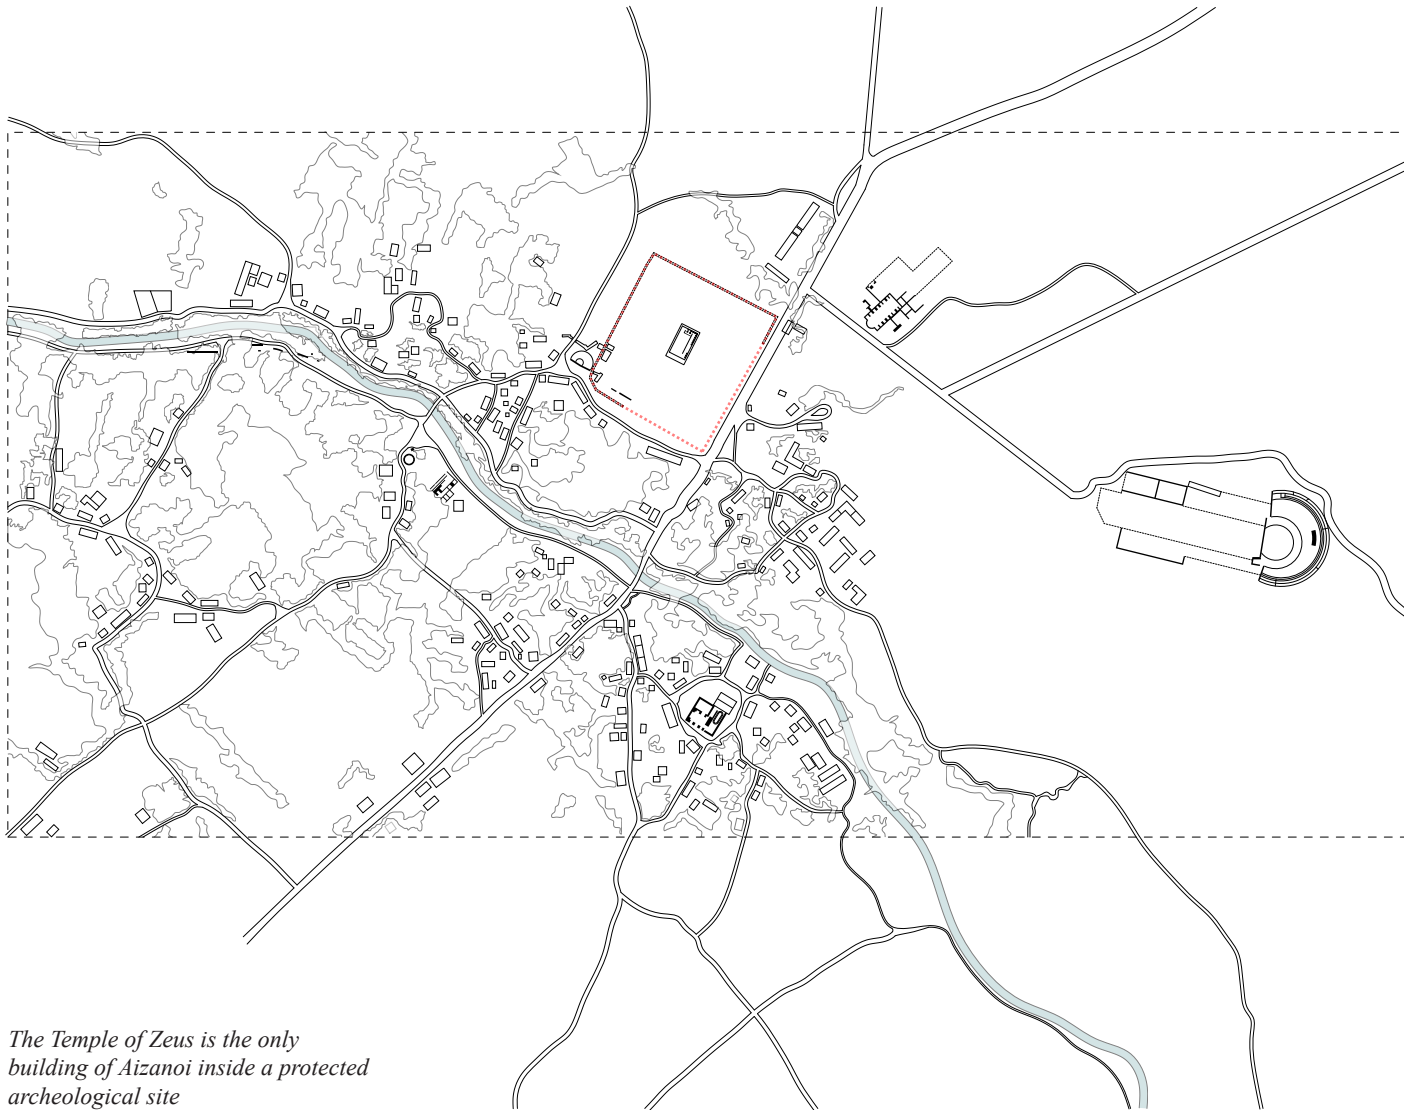 The Temple of Zeus is the only
building of Aizanoi inside a protected
archeological site